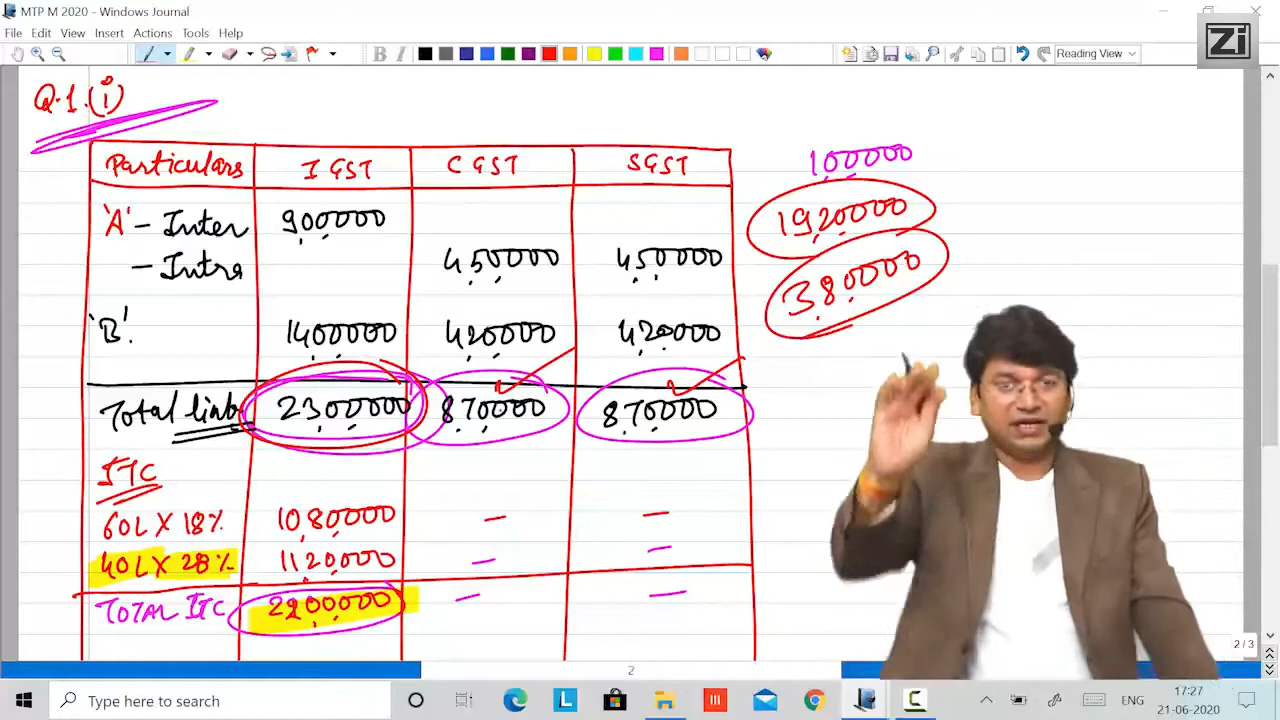 MTP M 2020 - Windows Journal
File Edit View Insert Actions Tools Help
Zi
B I Reading View
Q.1.(i)
Particulars IGST CGST SGST
'A' - Inter 900000
- Intra 450000 450000
'B'. 1400000 420000 420000
Total liab 2300000 870000 870000
ITC
60L X 18% 1080000 - -
40L X 28% 1120000 - -
TOTAL ITC 2200000 - -
100000
1920000
380000
2/3
2
Type here to search
L
ENG
17:27
21-06-2020